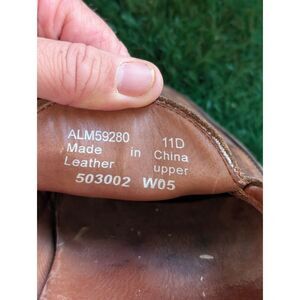 ALM59280 11D
Made in China
Leather upper
503002 W05